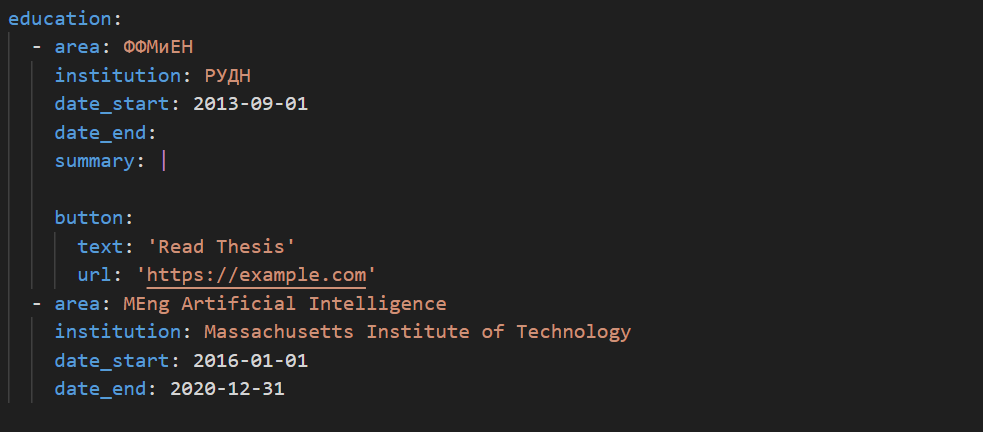 education:
  - area: ФФМиЕН
    institution: РУДН
    date_start: 2013-09-01
    date_end:
    summary: |
    button:
      text: 'Read Thesis'
      url: 'https://example.com'
  - area: MEng Artificial Intelligence
    institution: Massachusetts Institute of Technology
    date_start: 2016-01-01
    date_end: 2020-12-31